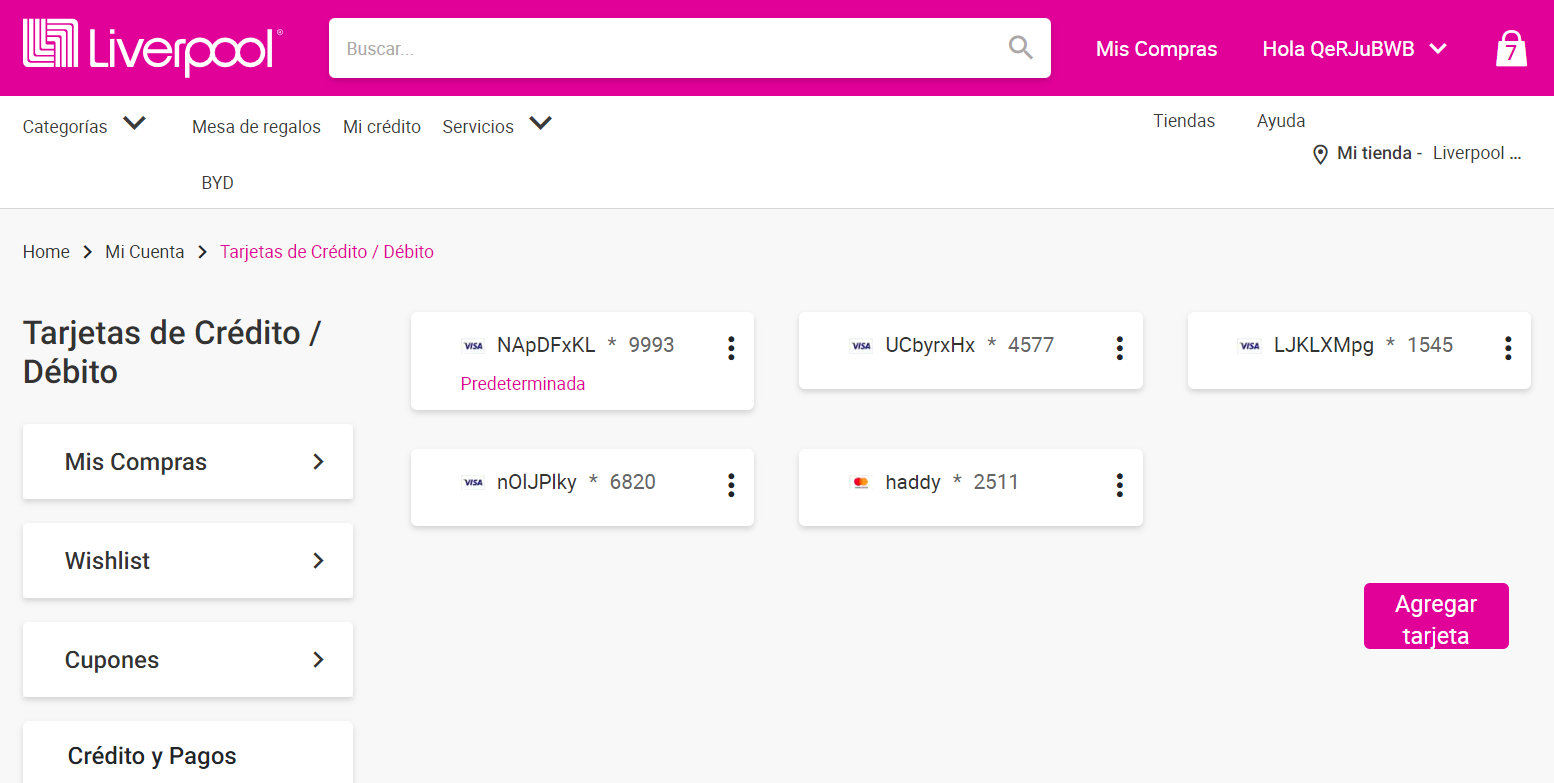 Liverpool®
Buscar...
Mis Compras
Hola QeRJuBWB
7
Categorías
Mesa de regalos
Mi crédito
Servicios
BYD
Tiendas
Ayuda
Mi tienda - Liverpool ...
Home > Mi Cuenta > Tarjetas de Crédito / Débito
Tarjetas de Crédito /
Débito
Mis Compras
Wishlist
Cupones
Crédito y Pagos
VISA NApDFxKL * 9993
Predeterminada
VISA UCbyrxHx * 4577
VISA LJKLXMpg * 1545
VISA nOlJPlky * 6820
haddy * 2511
Agregar
tarjeta